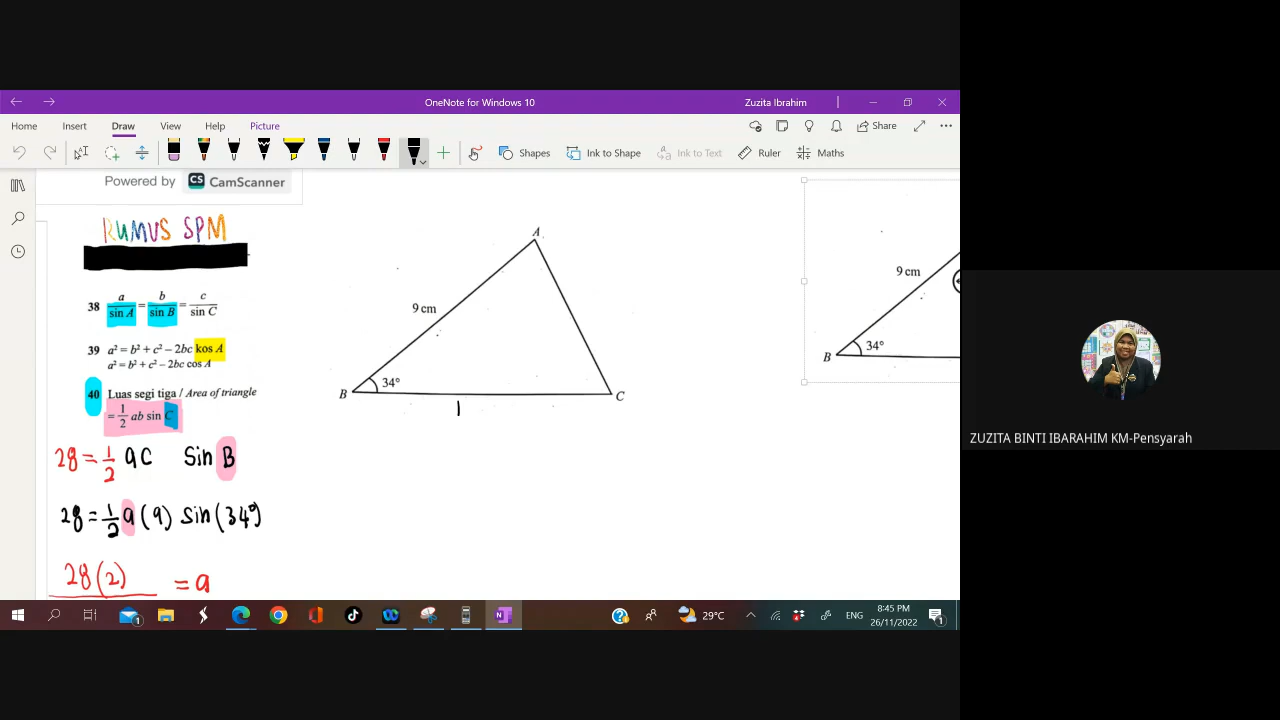 OneNote for Windows 10
Zuzita Ibrahim
Home Insert Draw View Help Picture
Share
Shapes Ink to Shape Ink to Text Ruler Maths
Powered by CS CamScanner
RUMUS SPM
38 a/sin A = b/sin B = c/sin C
39 a² = b² + c² – 2bc kos A
a² = b² + c² – 2bc cos A
40 Luas segi tiga / Area of triangle
= 1/2 ab sin C
28 = 1/2 ac sin B
28 = 1/2 a (9) sin (34°)
28(2) = a
A
9 cm
34°
B
C
9 cm
34°
B
ZUZITA BINTI IBARAHIM KM-Pensyarah
1
29°C
ENG
8:45 PM
26/11/2022
1